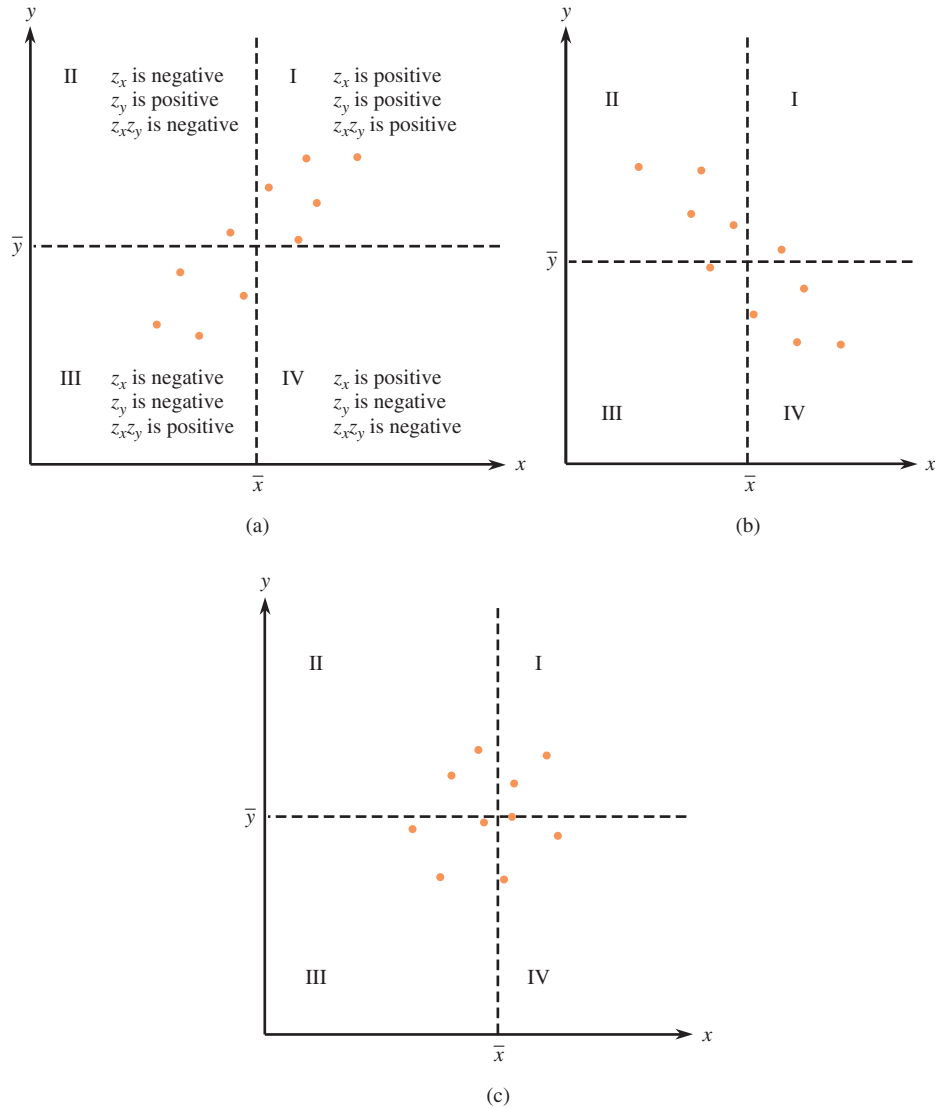 y
II z_x is negative I z_x is positive
z_y is positive z_y is positive
z_xz_y is negative z_xz_y is positive
y̅
III z_x is negative IV z_x is positive
z_y is negative z_y is negative
z_xz_y is positive z_xz_y is negative
x
x̅
(a)
y
II I
y̅
III IV
x
x̅
(b)
y
II I
y̅
III IV
x
x̅
(c)